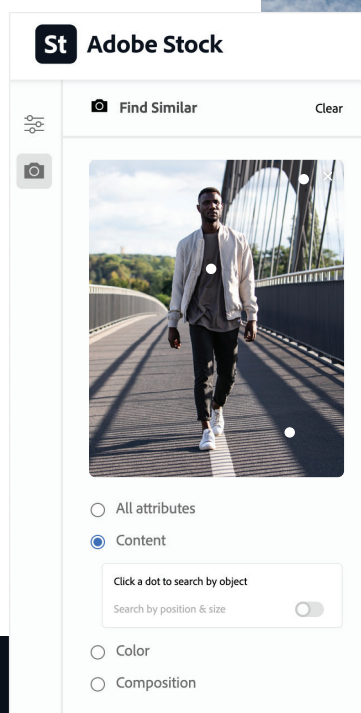 St Adobe Stock
Find Similar Clear
All attributes
Content
Click a dot to search by object
Search by position & size
Color
Composition